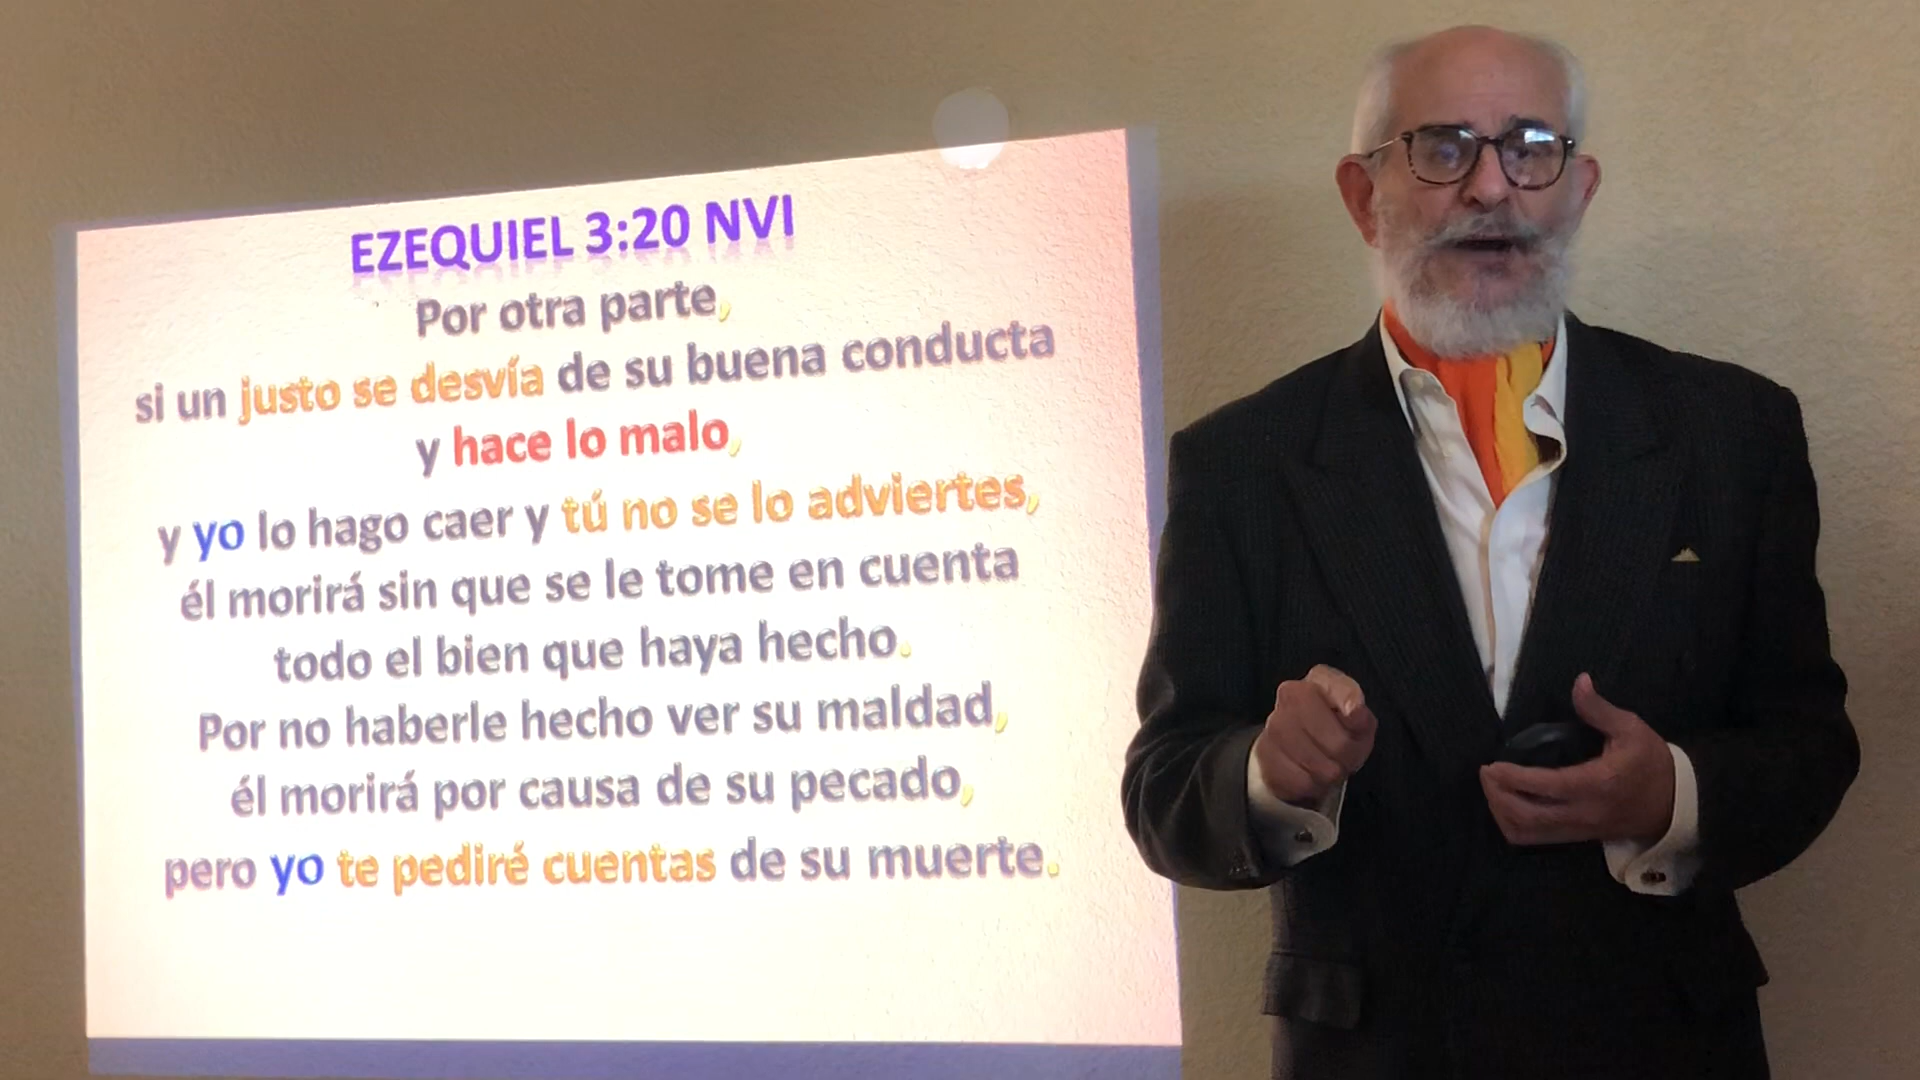 EZEQUIEL 3:20 NVI
Por otra parte,
si un justo se desvía de su buena conducta
y hace lo malo,
y yo lo hago caer y tú no se lo adviertes,
él morirá sin que se le tome en cuenta
todo el bien que haya hecho.
Por no haberle hecho ver su maldad,
él morirá por causa de su pecado,
pero yo te pediré cuentas de su muerte.